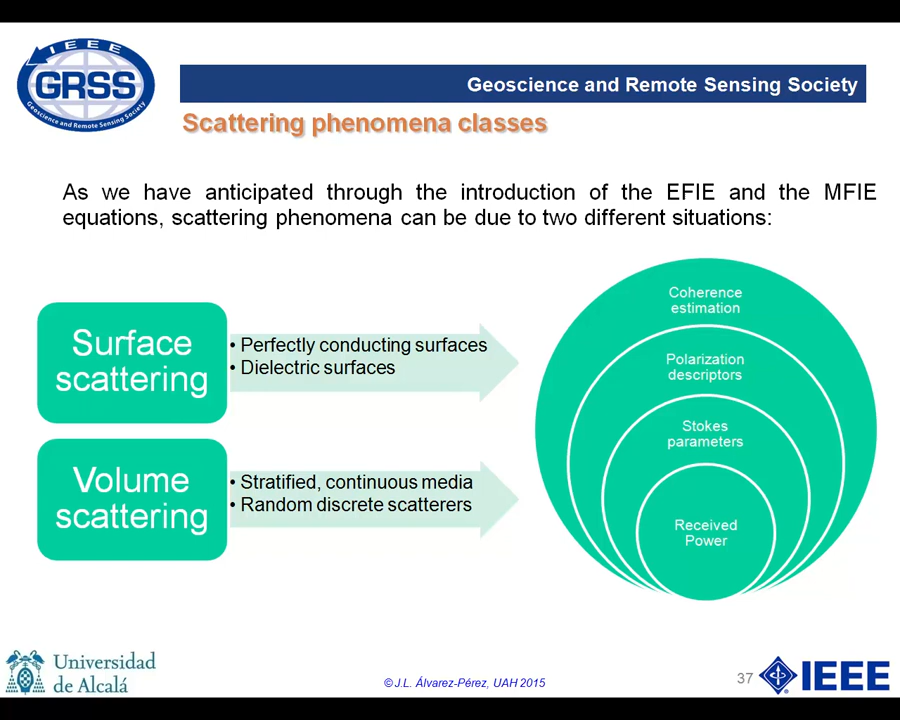 IEEE
GRSS
Geoscience and Remote Sensing Society
Geoscience and Remote Sensing Society
Scattering phenomena classes
As we have anticipated through the introduction of the EFIE and the MFIE
equations, scattering phenomena can be due to two different situations:
Surface
scattering
• Perfectly conducting surfaces
• Dielectric surfaces
Volume
scattering
• Stratified, continuous media
• Random discrete scatterers
Coherence
estimation
Polarization
descriptors
Stokes
parameters
Received
Power
Universidad
de Alcalá
© J.L. Álvarez-Pérez, UAH 2015
37
IEEE